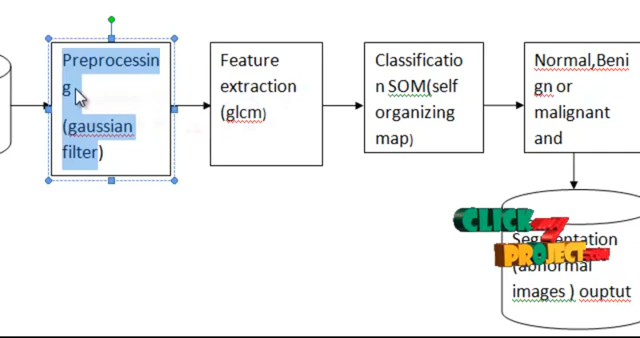 Preprocessin
g
(gaussian
filter)
Feature
extraction
(glcm)
Classificatio
n SOM(self
organizing
map)
Normal,Beni
gn or
malignant
and
CLICK
PROJECT
Segmentation
(abnormal
images ) ouptut